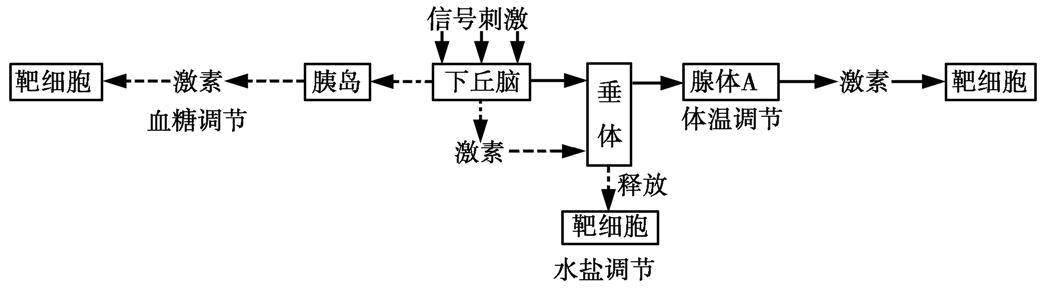 信号刺激
靶细胞 激素 胰岛 下丘脑 垂体 腺体A 激素 靶细胞
血糖调节 体温调节
激素
释放
靶细胞
水盐调节